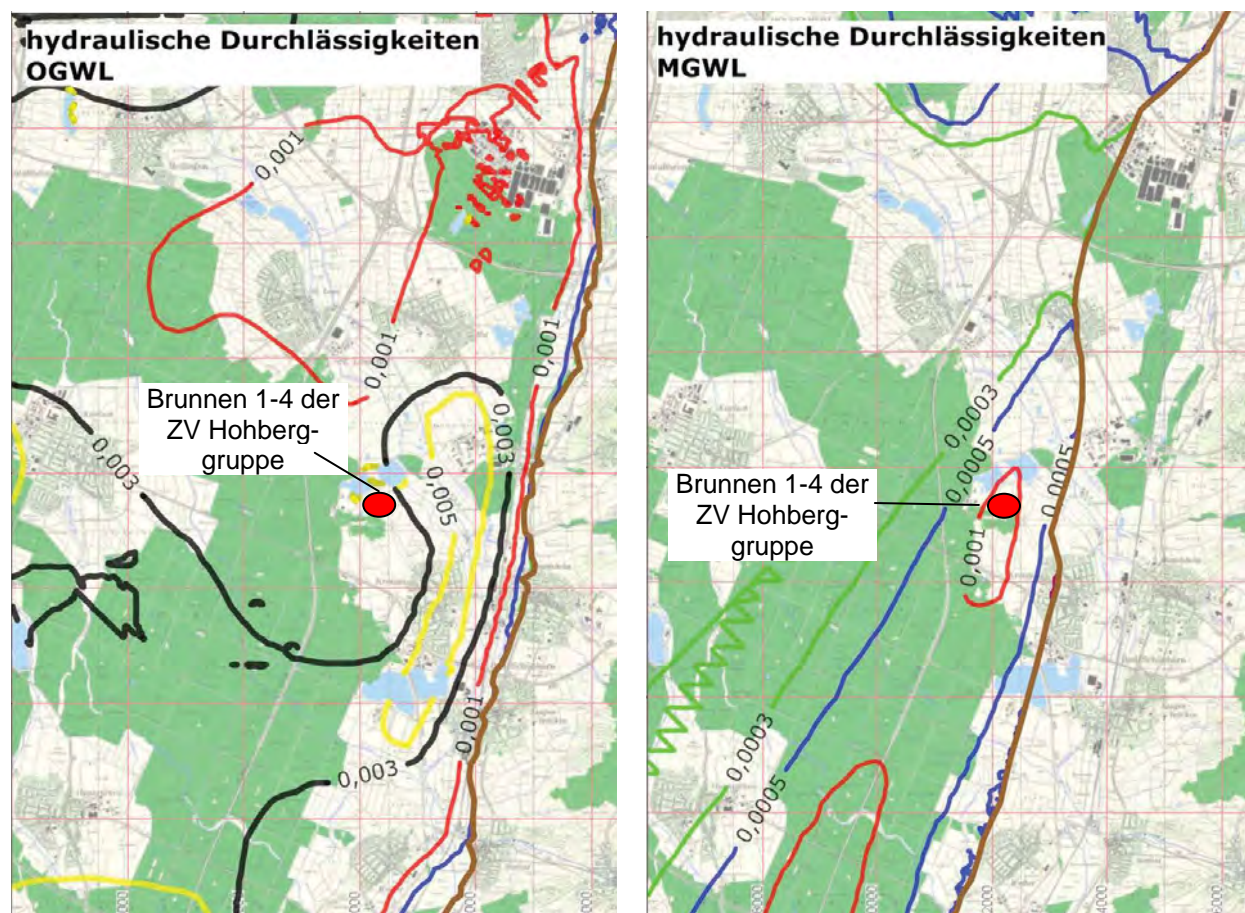 hydraulische Durchlässigkeiten
OGWL
0,001
0,001
0,001
Brunnen 1-4 der
ZV Hohberg-
gruppe
0,003
0,003
0,005
0,001
0,003
hydraulische Durchlässigkeiten
MGWL
0,0003
0,0005
0,0005
Brunnen 1-4 der
ZV Hohberg-
gruppe
0,001
0,0003
0,0005